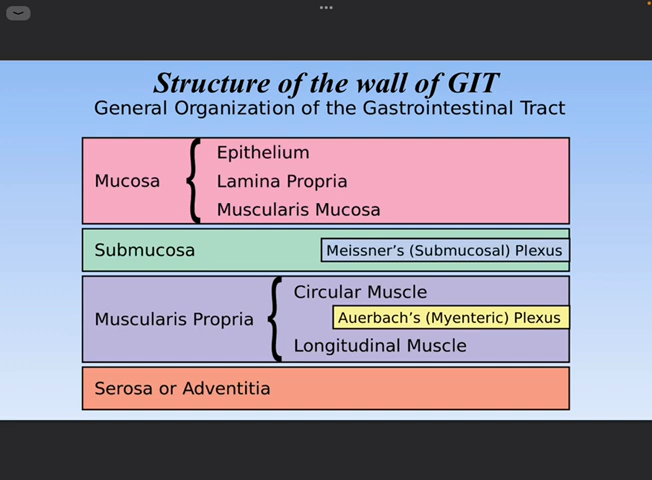 Structure of the wall of GIT
General Organization of the Gastrointestinal Tract
Mucosa
Epithelium
Lamina Propria
Muscularis Mucosa
Submucosa
Meissner’s (Submucosal) Plexus
Muscularis Propria
Circular Muscle
Auerbach’s (Myenteric) Plexus
Longitudinal Muscle
Serosa or Adventitia